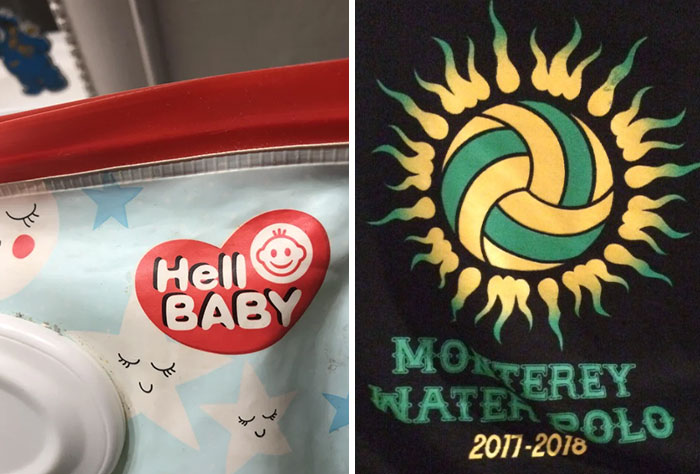 Hell
BABY
MONTEREY
WATER POLO
2017-2018